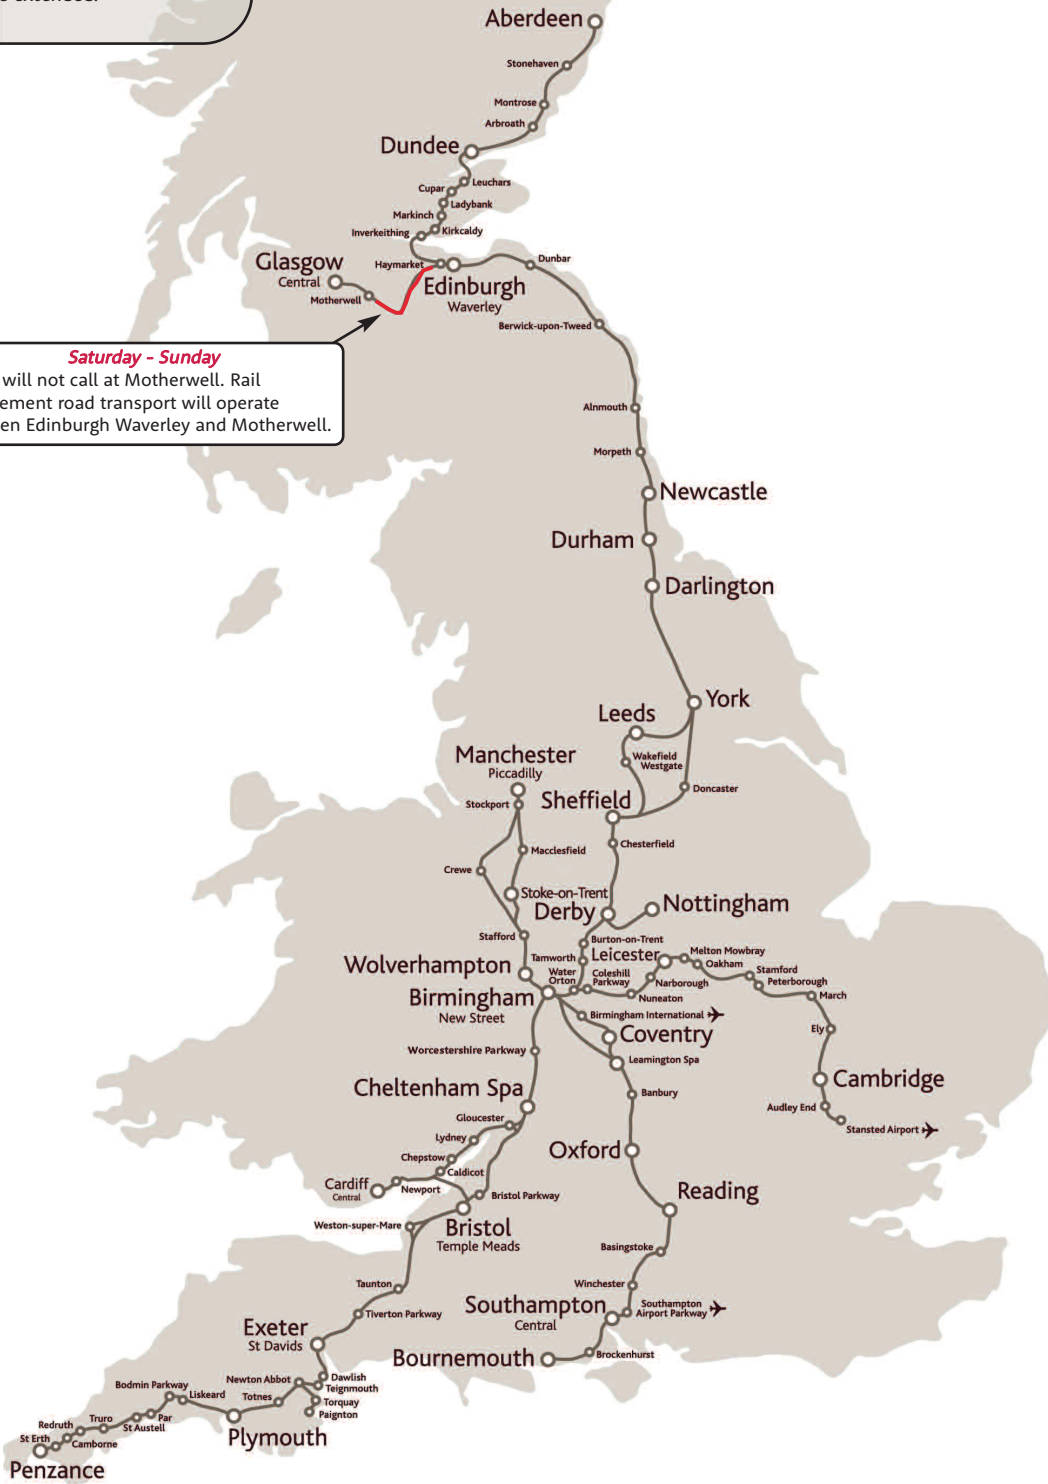 Aberdeen
Stonehaven
Montrose
Arbroath
Dundee
Leuchars
Cupar
Ladybank
Markinch
Kirkcaldy
Inverkeithing
Haymarket
Dunbar
Glasgow
Central
Motherwell
Edinburgh
Waverley
Berwick-upon-Tweed
Saturday - Sunday
will not call at Motherwell. Rail
ement road transport will operate
en Edinburgh Waverley and Motherwell.
Alnmouth
Morpeth
Newcastle
Durham
Darlington
York
Leeds
Wakefield
Westgate
Manchester
Piccadilly
Doncaster
Stockport
Sheffield
Chesterfield
Macclesfield
Crewe
Stoke-on-Trent
Derby
Nottingham
Stafford
Burton-on-Trent
Tamworth
Leicester
Melton Mowbray
Oakham
Stamford
Peterborough
Wolverhampton
Water
Orton
Coleshill
Parkway
Narborough
Nuneaton
March
Birmingham
New Street
Birmingham International
Ely
Coventry
Worcestershire Parkway
Leamington Spa
Cheltenham Spa
Banbury
Cambridge
Audley End
Stansted Airport
Gloucester
Lydney
Chepstow
Caldicot
Oxford
Cardiff
Central
Newport
Bristol Parkway
Reading
Weston-super-Mare
Bristol
Temple Meads
Basingstoke
Taunton
Winchester
Tiverton Parkway
Southampton
Central
Southampton
Airport Parkway
Exeter
St Davids
Bournemouth
Brockenhurst
Dawlish
Teignmouth
Newton Abbot
Torquay
Paignton
Totnes
Bodmin Parkway
Liskeard
Plymouth
Par
St Austell
Truro
Redruth
Camborne
St Erth
Penzance